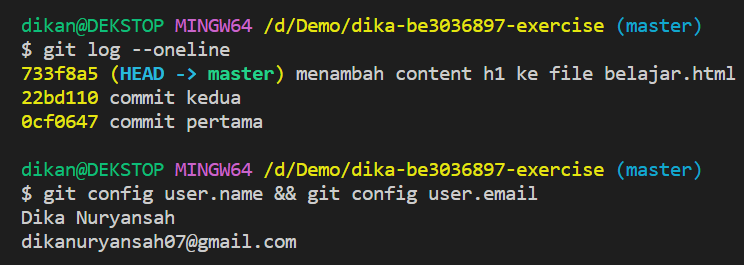 dikan@DEKSTOP MINGW64 /d/Demo/dika-be3036897-exercise (master)
$ git log --oneline
733f8a5 (HEAD -> master) menambah content h1 ke file belajar.html
22bd110 commit kedua
0cf0647 commit pertama
dikan@DEKSTOP MINGW64 /d/Demo/dika-be3036897-exercise (master)
$ git config user.name && git config user.email
Dika Nuryansah
dikanuryansah07@gmail.com